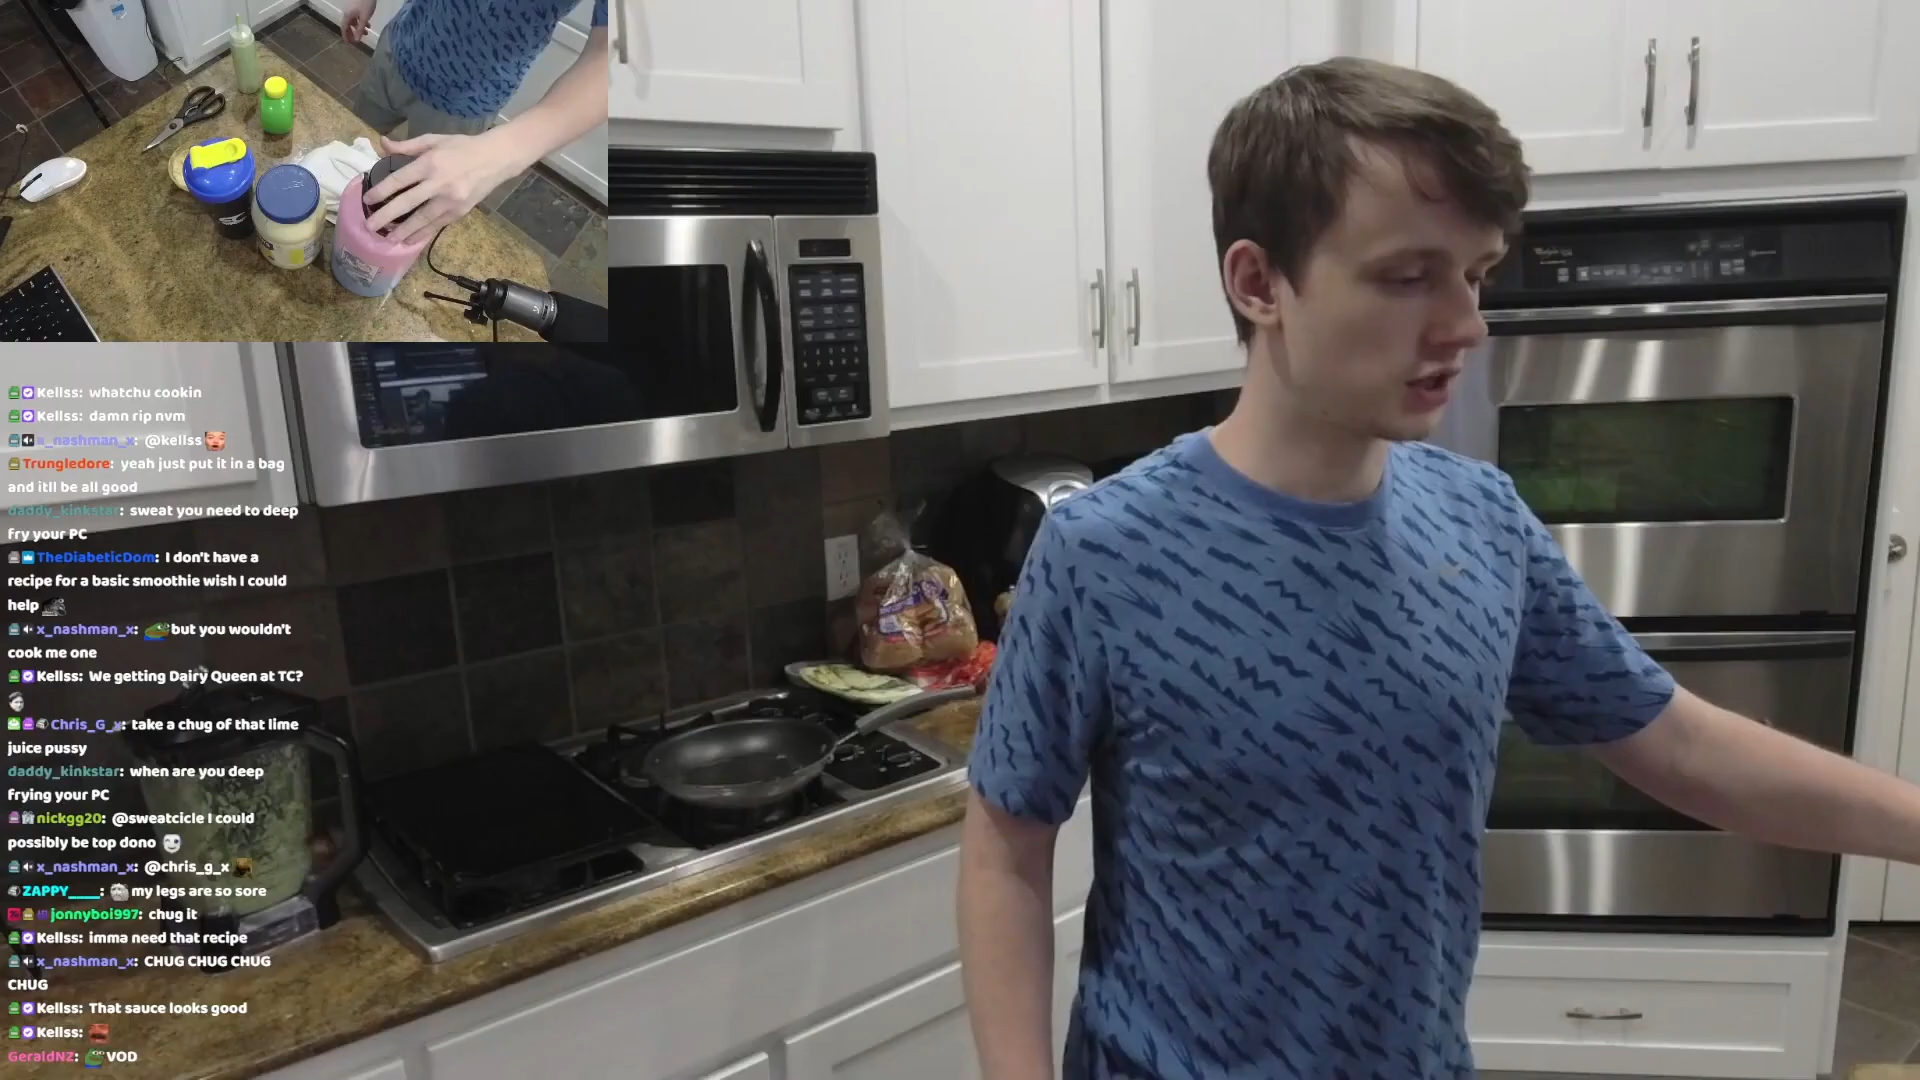 Kellss: whatchu cookin
Kellss: damn rip nvm
x_nashman_x: @kellss
Trungledore: yeah just put it in a bag
and itll be all good
daddy_kinkstar: sweat you need to deep
fry your PC
TheDiabeticDom: I don't have a
recipe for a basic smoothie wish I could
help
x_nashman_x: but you wouldn't
cook me one
Kellss: We getting Dairy Queen at TC?
Chris_G_x: take a chug of that lime
juice pussy
daddy_kinkstar: when are you deep
frying your PC
nickgg20: @sweatcicle I could
possibly be top dono
x_nashman_x: @chris_g_x
ZAPPY____: my legs are so sore
jonnyboi997: chug it
Kellss: imma need that recipe
x_nashman_x: CHUG CHUG CHUG
CHUG
Kellss: That sauce looks good
Kellss:
GeraldNZ: VOD